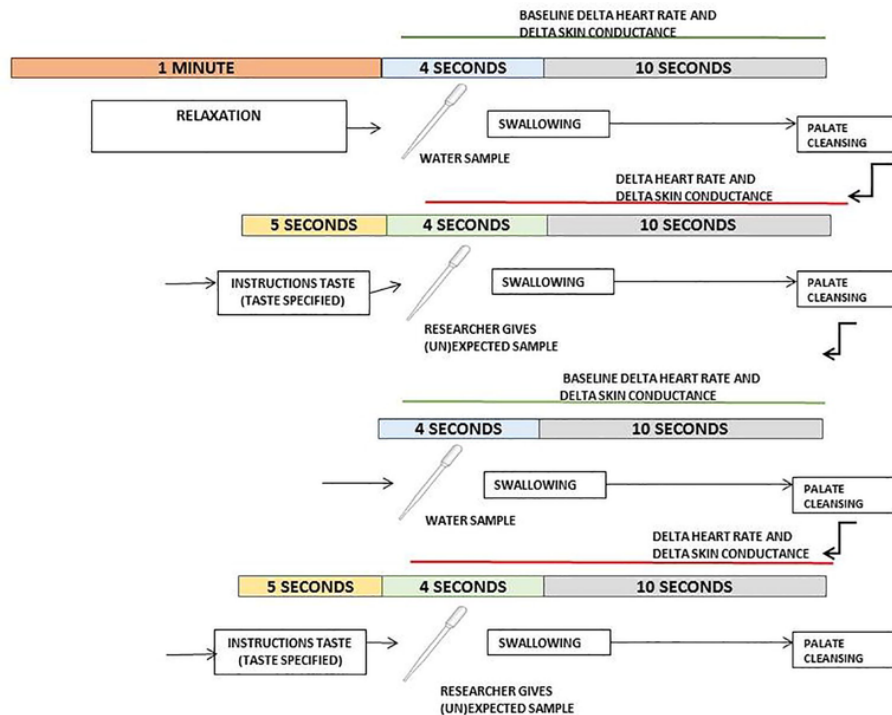 BASELINE DELTA HEART RATE AND
DELTA SKIN CONDUCTANCE
1 MINUTE
4 SECONDS
10 SECONDS
RELAXATION
SWALLOWING
PALATE
CLEANSING
WATER SAMPLE
DELTA HEART RATE AND
DELTA SKIN CONDUCTANCE
5 SECONDS
4 SECONDS
10 SECONDS
INSTRUCTIONS TASTE
(TASTE SPECIFIED)
SWALLOWING
PALATE
CLEANSING
RESEARCHER GIVES
(UN)EXPECTED SAMPLE
BASELINE DELTA HEART RATE AND
DELTA SKIN CONDUCTANCE
4 SECONDS
10 SECONDS
SWALLOWING
PALATE
CLEANSING
WATER SAMPLE
DELTA HEART RATE AND
DELTA SKIN CONDUCTANCE
5 SECONDS
4 SECONDS
10 SECONDS
INSTRUCTIONS TASTE
(TASTE SPECIFIED)
SWALLOWING
PALATE
CLEANSING
RESEARCHER GIVES
(UN)EXPECTED SAMPLE